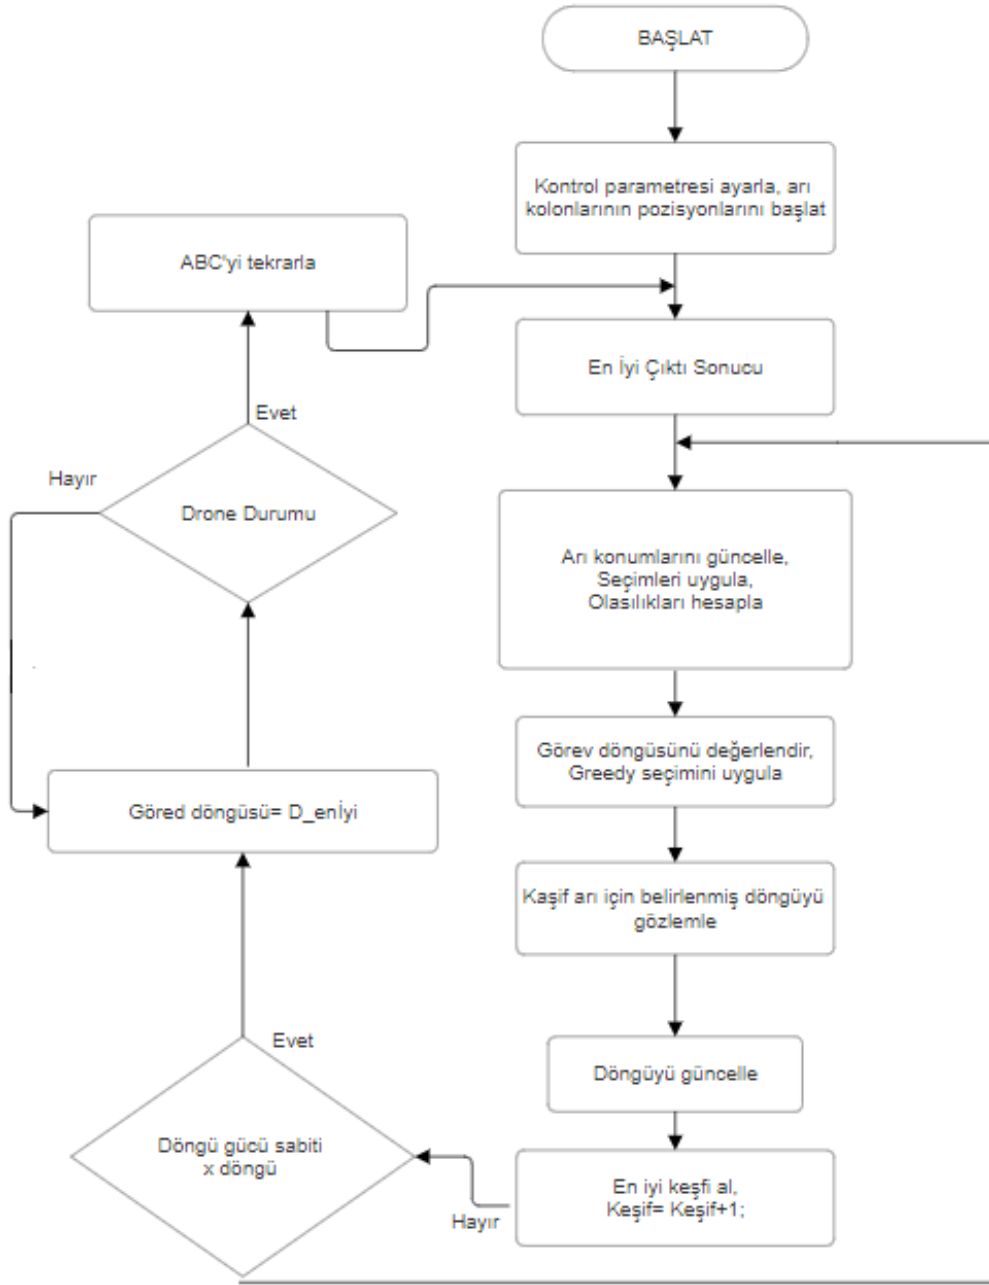 BAŞLAT
Kontrol parametresi ayarla, arı
kolonlarının pozisyonlarını başlat
ABC'yi tekrarla
En İyi Çıktı Sonucu
Evet
Hayır
Drone Durumu
Arı konumlarını güncelle,
Seçimleri uygula,
Olasılıkları hesapla
Görev döngüsünü değerlendir,
Greedy seçimini uygula
Göred döngüsü= D_enİyi
Kaşif arı için belirlenmiş döngüyü
gözlemle
Evet
Döngüyü güncelle
Döngü gücü sabiti
x döngü
En iyi keşfi al,
Keşif= Keşif+1;
Hayır